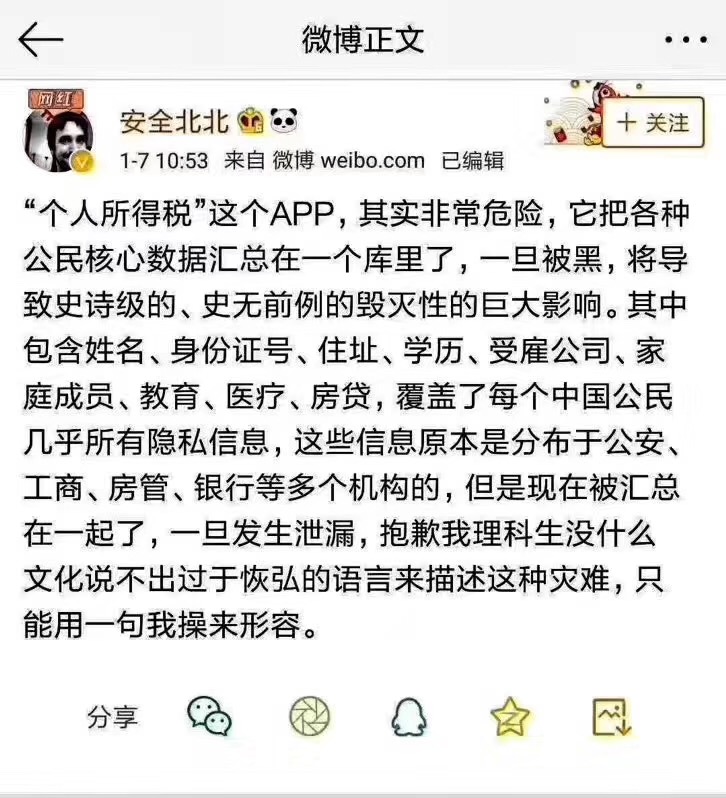 微博正文
网红
安全北北
+ 关注
1-7 10:53 来自 微博 weibo.com 已编辑
“个人所得税”这个APP，其实非常危险，它把各种
公民核心数据汇总在一个库里了，一旦被黑，将导
致史诗级的、史无前例的毁灭性的巨大影响。其中
包含姓名、身份证号、住址、学历、受雇公司、家
庭成员、教育、医疗、房贷，覆盖了每个中国公民
几乎所有隐私信息，这些信息原本是分布于公安、
工商、房管、银行等多个机构的，但是现在被汇总
在一起了，一旦发生泄漏，抱歉我理科生没什么
文化说不出过于恢弘的语言来描述这种灾难，只
能用一句我操来形容。
分享